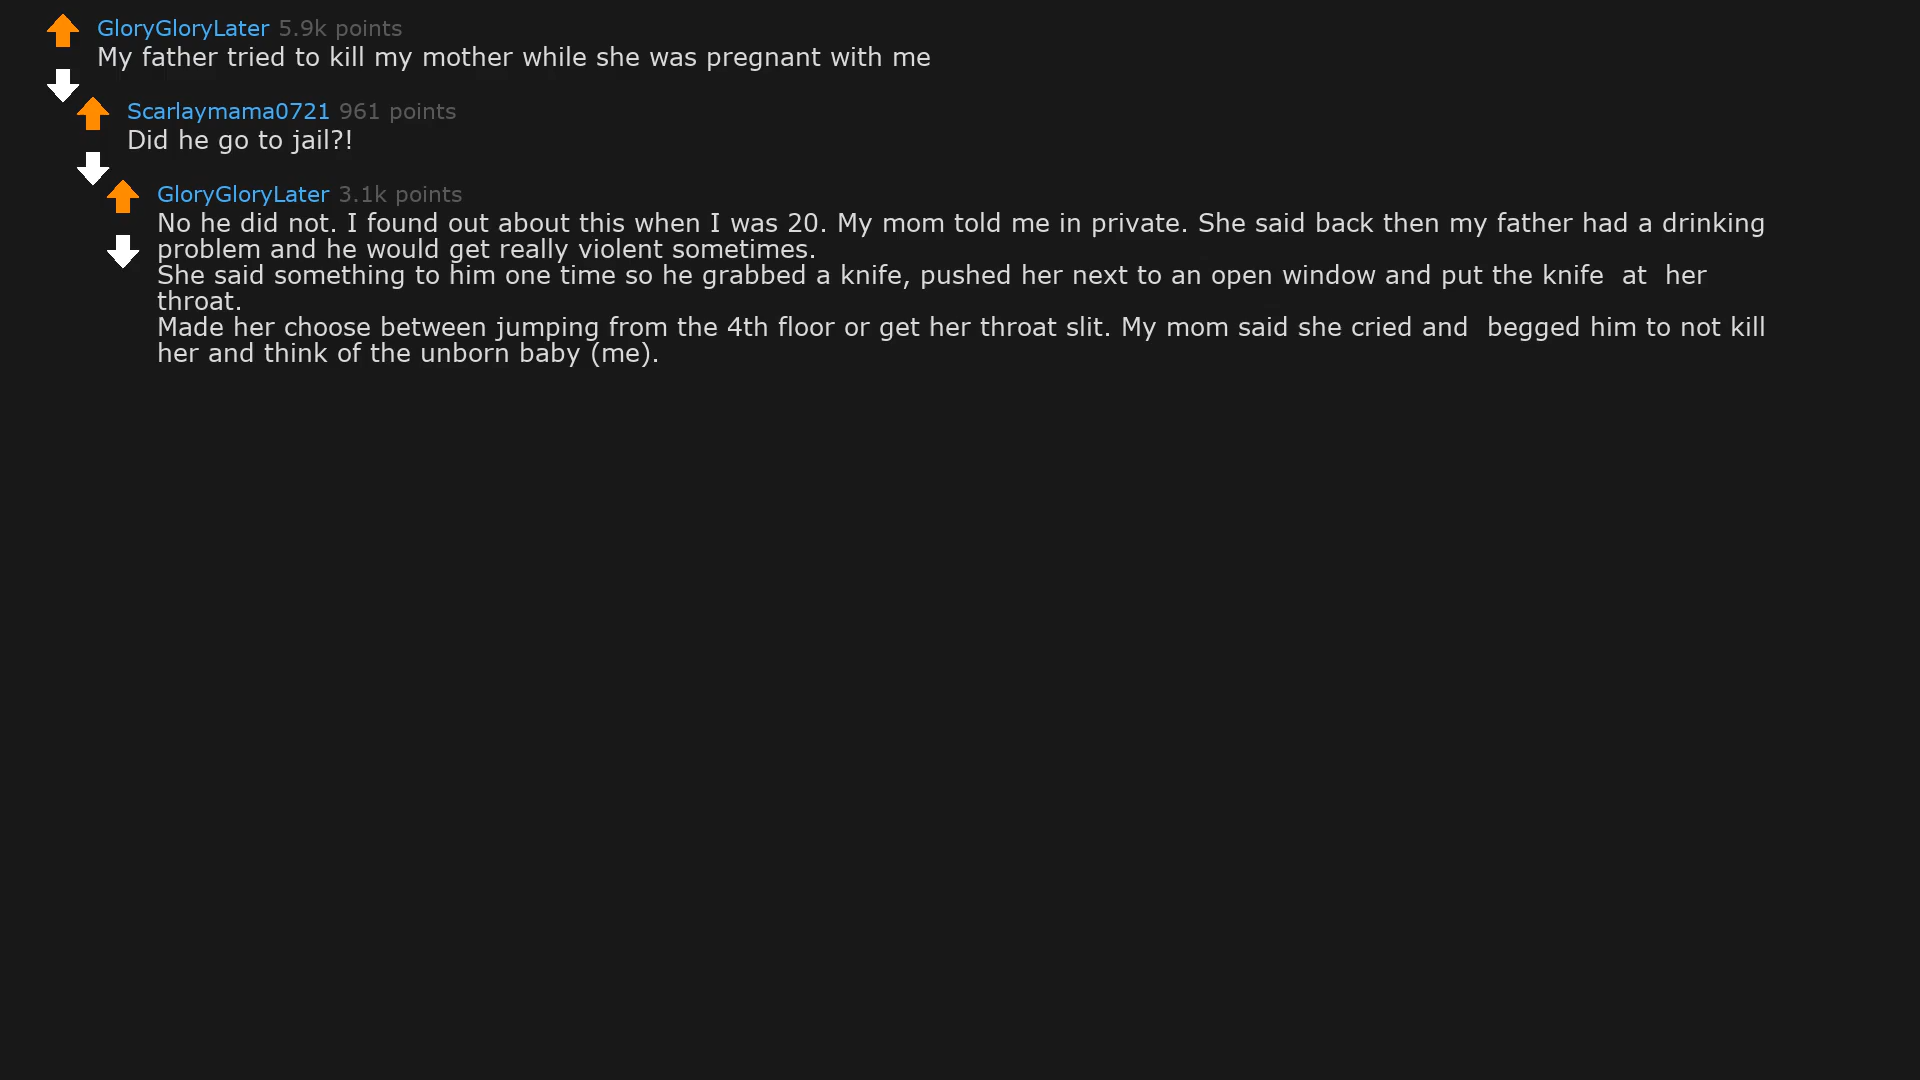 GloryGloryLater 5.9k points
My father tried to kill my mother while she was pregnant with me
Scarlaymama0721 961 points
Did he go to jail?!
GloryGloryLater 3.1k points
No he did not. I found out about this when I was 20. My mom told me in private. She said back then my father had a drinking
problem and he would get really violent sometimes.
She said something to him one time so he grabbed a knife, pushed her next to an open window and put the knife  at  her
throat.
Made her choose between jumping from the 4th floor or get her throat slit. My mom said she cried and  begged him to not kill
her and think of the unborn baby (me).